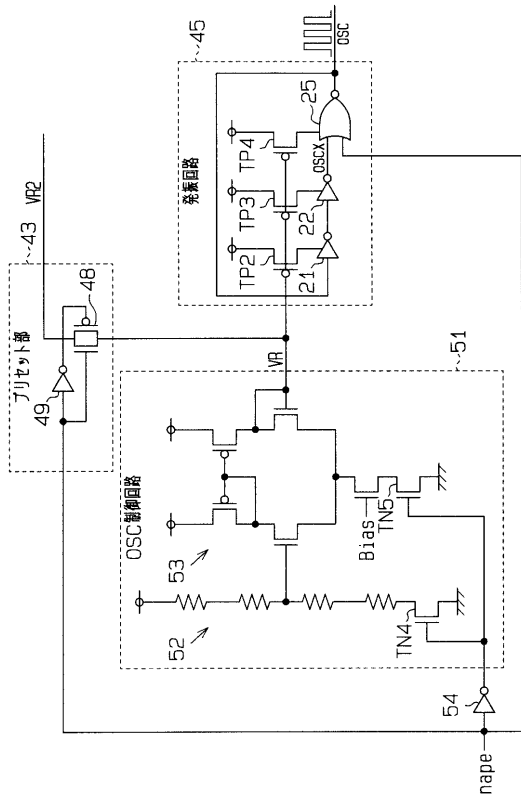 プリセット部
43
VR2
49
48
発振回路
45
TP2
TP3
TP4
OSCX
25
OSC
21
22
OSC制御回路
VR
51
53
52
Bias
TN5
TN4
54
nape